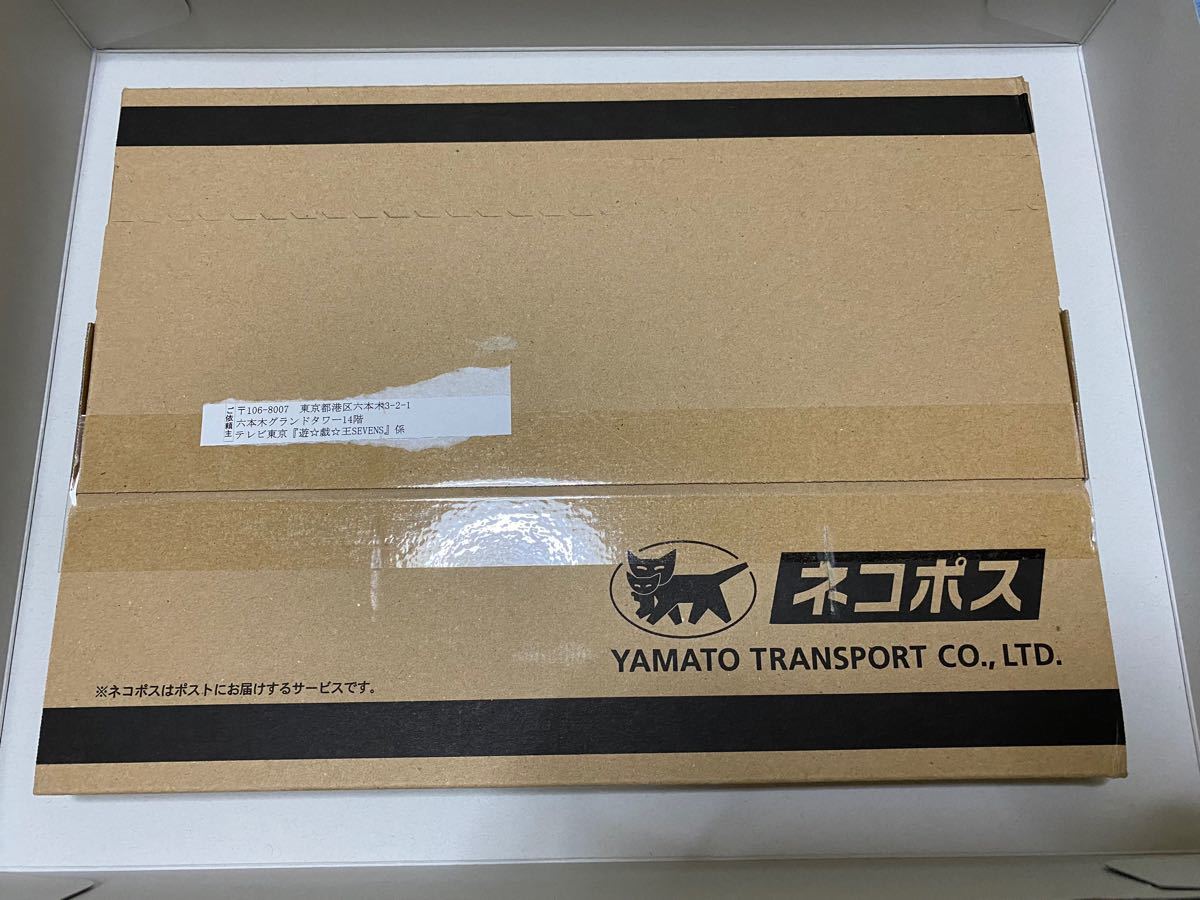 ご依頼主
〒106-8007 東京都港区六本木3-2-1
六本木グランドタワー14階
テレビ東京『遊☆戯☆王SEVENS』係
ネコポス
YAMATO TRANSPORT CO., LTD.
※ネコポスはポストにお届けするサービスです。